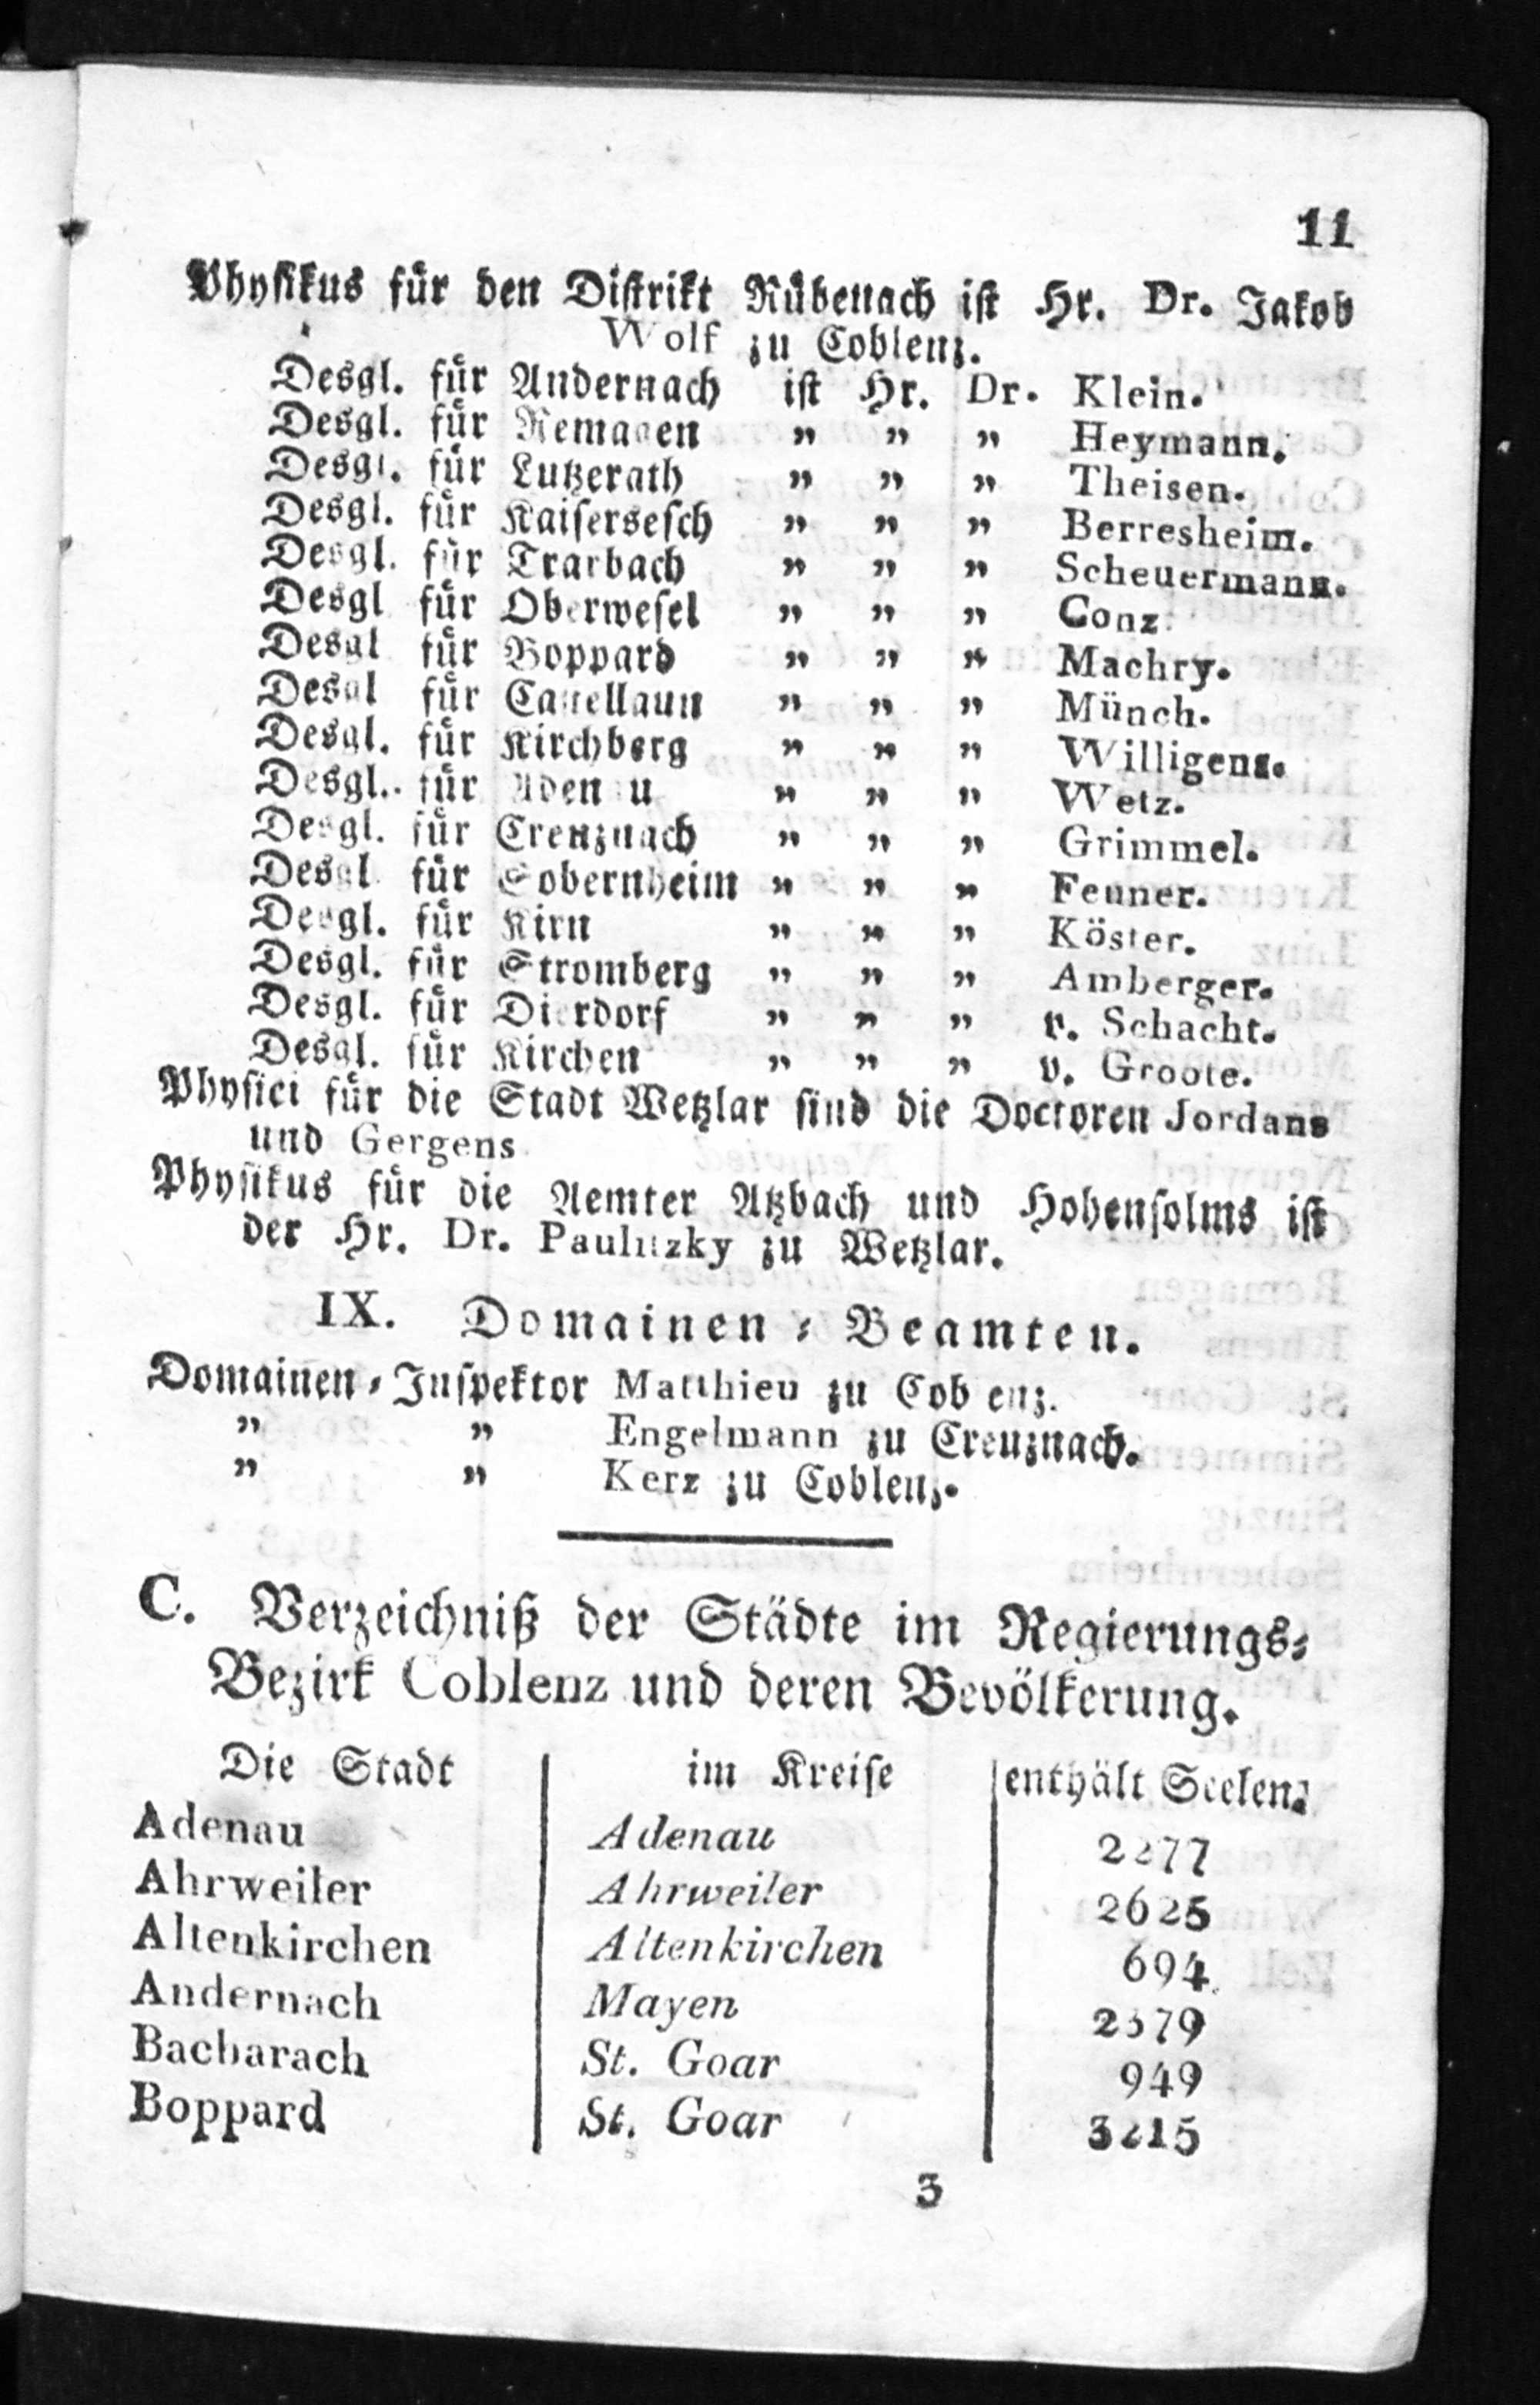 11
Physikus für den Distrikt Rübenach ist Hr. Dr. Jakob
Wolf zu Coblenz.
Desgl. für Andernach ist Hr. Dr. Klein.
Desgl. für Remagen „ „ „ Heymann.
Desgl. für Lutzerath „ „ „ Theisen.
Desgl. für Kaisersesch „ „ „ Berresheim.
Desgl. für Trarbach „ „ „ Scheuermann.
Desgl für Oberwesel „ „ „ Conz.
Desgl für Boppard „ „ „ Machry.
Desgl für Castellaun „ „ „ Münch.
Desgl. für Kirchberg „ „ „ Willigens.
Desgl. für Adenau „ „ „ Wetz.
Desgl. für Creuznach „ „ „ Grimmel.
Desgl. für Sobernheim „ „ „ Fenner.
Desgl. für Kirn „ „ „ Köster.
Desgl. für Stromberg „ „ „ Amberger.
Desgl. für Dierdorf „ „ „ v. Schacht.
Desgl. für Kirchen „ „ „ v. Groote.
Physici für die Stadt Wetzlar sind die Doctoren Jordans
und Gergens.
Physikus für die Aemter Atzbach und Hohensolms ist
der Hr. Dr. Paulitzky zu Wetzlar.
IX. Domainen-Beamten.
Domainen-Inspektor Matthieu zu Coblenz.
„ „ Engelmann zu Creuznach.
„ „ Kerz zu Coblenz.
C. Verzeichniß der Städte im Regierungs-
Bezirk Coblenz und deren Bevölkerung.
Die Stadt im Kreise enthält Seelen.
Adenau Adenau 2277
Ahrweiler Ahrweiler 2625
Altenkirchen Altenkirchen 694
Andernach Mayen 2379
Bacharach St. Goar 949
Boppard St. Goar 3215
3